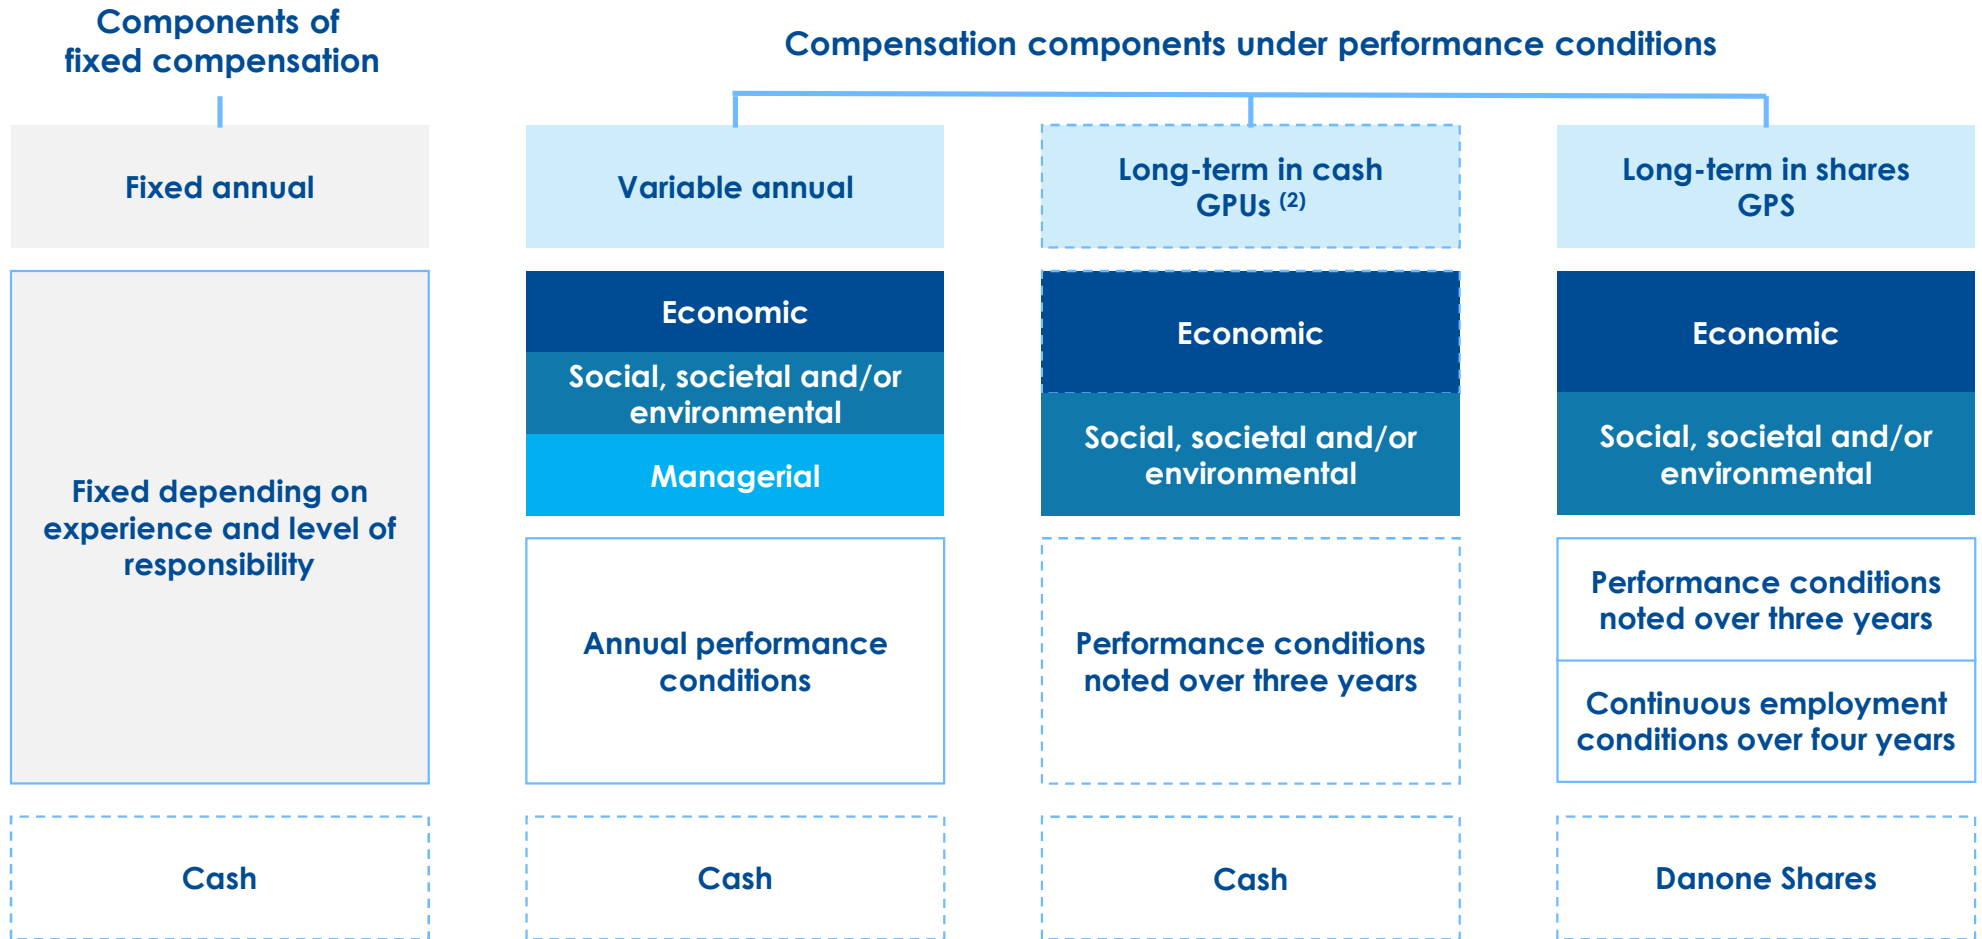 Components of
fixed compensation
Compensation components under performance conditions
Fixed annual
Variable annual
Long-term in cash
GPUs (2)
Long-term in shares
GPS
Fixed depending on
experience and level of
responsibility
Economic
Social, societal and/or
environmental
Managerial
Annual performance
conditions
Economic
Social, societal and/or
environmental
Performance conditions
noted over three years
Economic
Social, societal and/or
environmental
Performance conditions
noted over three years
Continuous employment
conditions over four years
Cash
Cash
Cash
Danone Shares